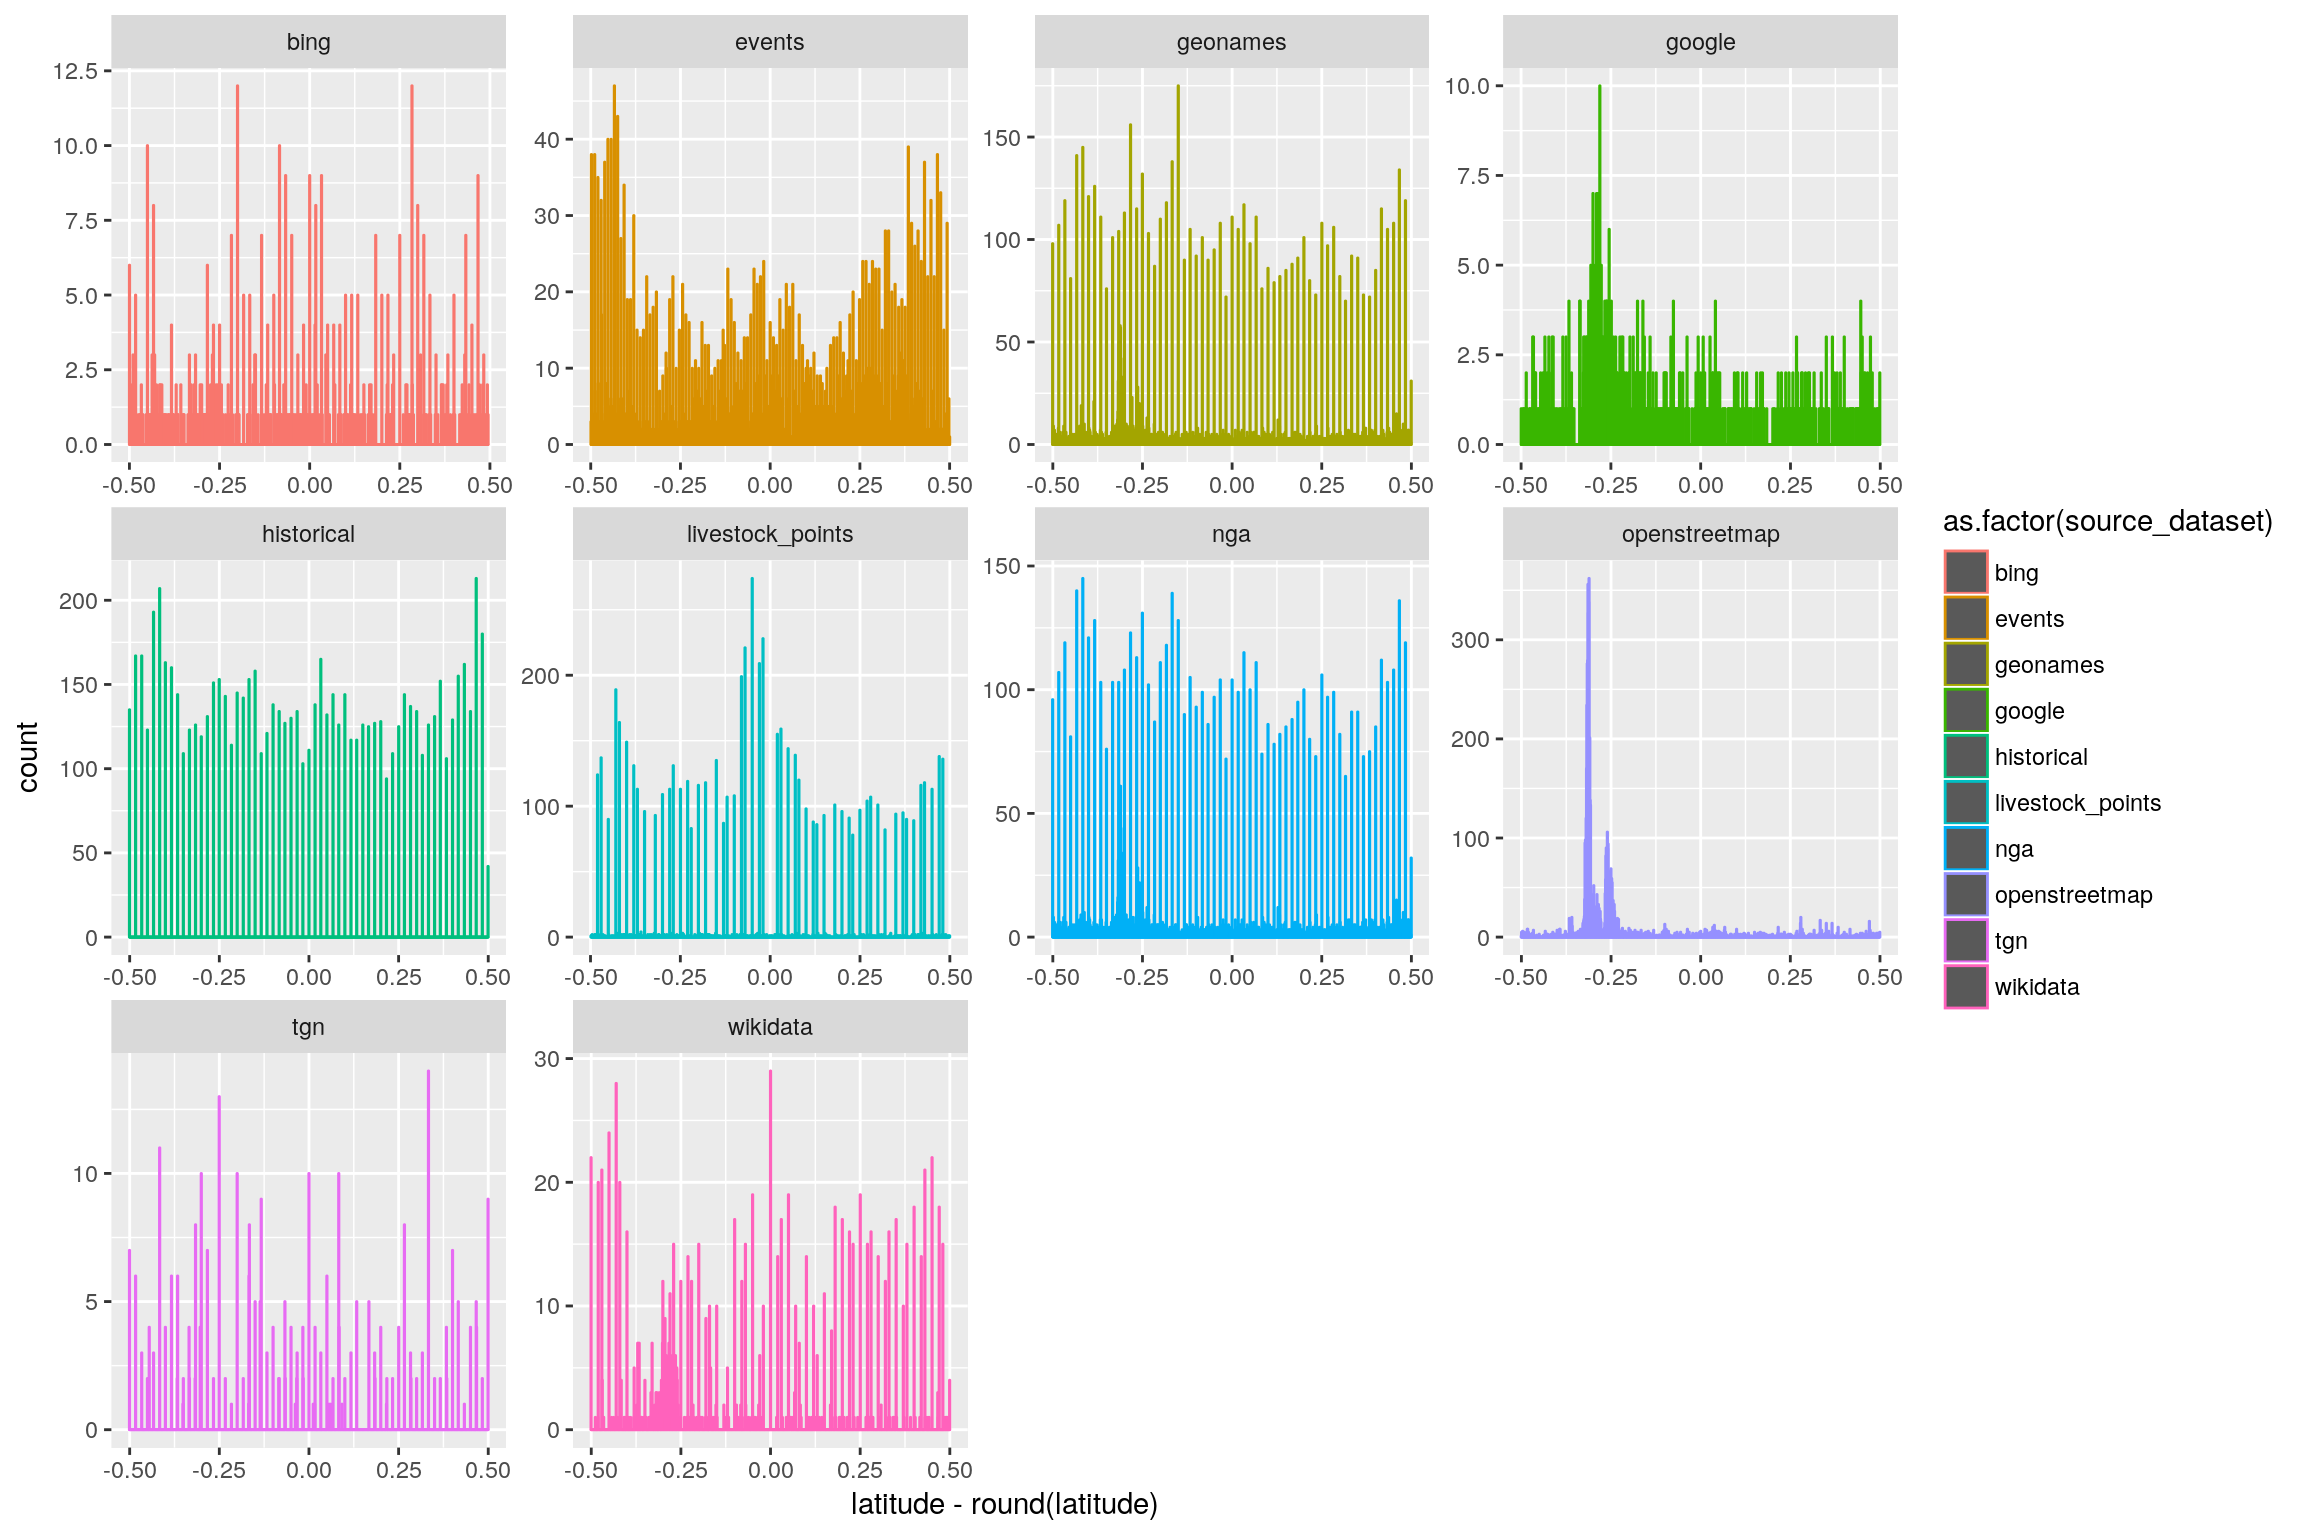 bing events geonames google
12.5
10.0
7.5
5.0
2.5
0.0
40
30
20
10
0
150
100
50
0
10.0
7.5
5.0
2.5
0.0
-0.50 -0.25 0.00 0.25 0.50
-0.50 -0.25 0.00 0.25 0.50
-0.50 -0.25 0.00 0.25 0.50
-0.50 -0.25 0.00 0.25 0.50
historical livestock_points nga openstreetmap
200
150
100
50
0
200
100
0
150
100
50
0
300
200
100
0
-0.50 -0.25 0.00 0.25 0.50
-0.50 -0.25 0.00 0.25 0.50
-0.50 -0.25 0.00 0.25 0.50
-0.50 -0.25 0.00 0.25 0.50
tgn wikidata
10
5
0
30
20
10
0
-0.50 -0.25 0.00 0.25 0.50
-0.50 -0.25 0.00 0.25 0.50
count
latitude - round(latitude)
as.factor(source_dataset)
bing
events
geonames
google
historical
livestock_points
nga
openstreetmap
tgn
wikidata